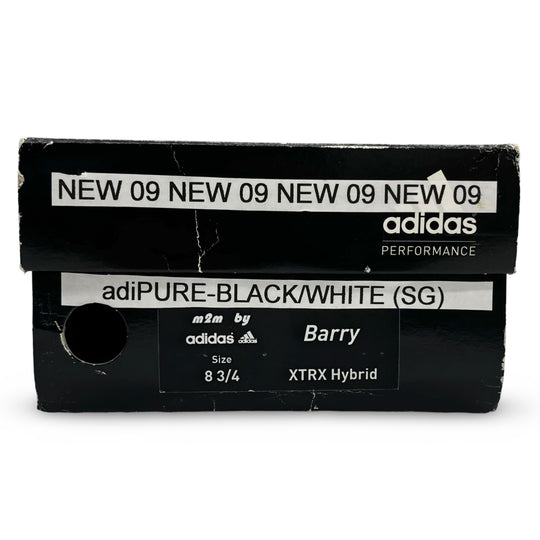 NEW 09 NEW 09 NEW 09 NEW 09
adidas
PERFORMANCE
adiPURE-BLACK/WHITE (SG)
m2m by
adidas adidas
Barry
Size
8 3/4
XTRX Hybrid